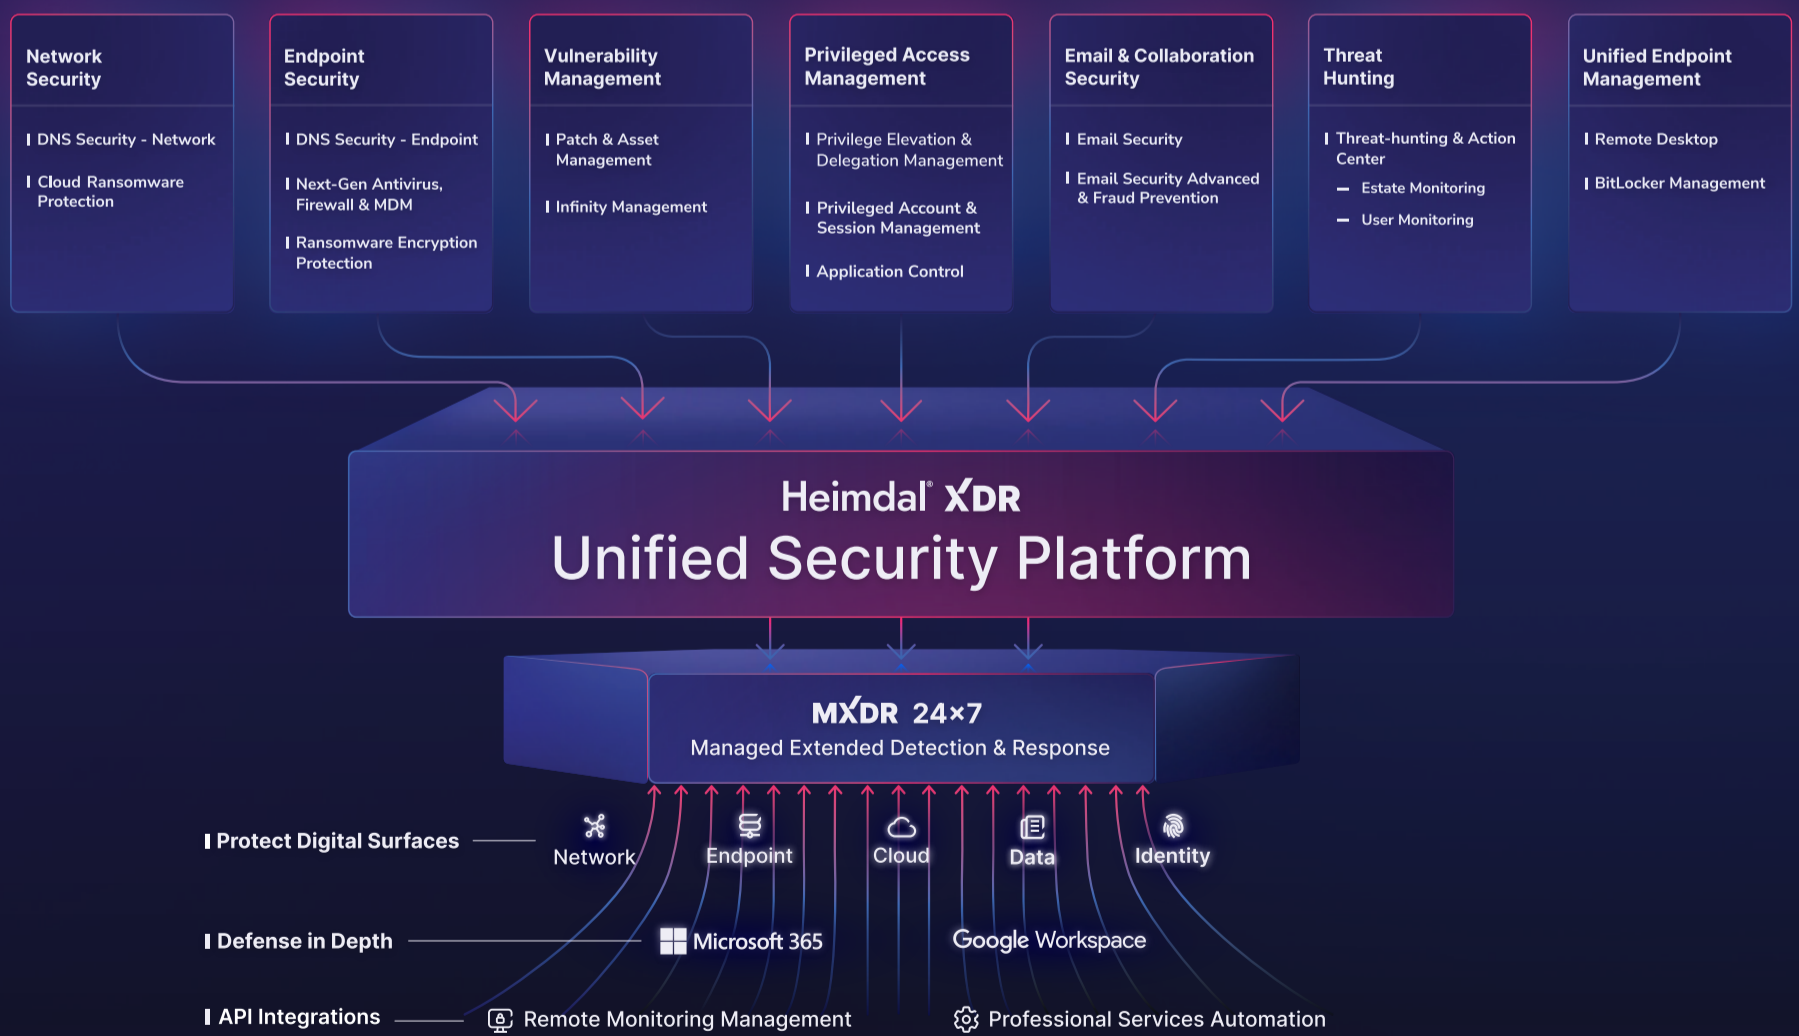 Network
Security
DNS Security - Network
Cloud Ransomware
Protection
Endpoint
Security
DNS Security - Endpoint
Next-Gen Antivirus,
Firewall & MDM
Ransomware Encryption
Protection
Vulnerability
Management
Patch & Asset
Management
Infinity Management
Privileged Access
Management
Privilege Elevation &
Delegation Management
Privileged Account &
Session Management
Application Control
Email & Collaboration
Security
Email Security
Email Security Advanced
& Fraud Prevention
Threat
Hunting
Threat-hunting & Action
Center
Estate Monitoring
User Monitoring
Unified Endpoint
Management
Remote Desktop
BitLocker Management
Heimdal® XDR
Unified Security Platform
MXDR 24×7
Managed Extended Detection & Response
Protect Digital Surfaces
Network
Endpoint
Cloud
Data
Identity
Defense in Depth
Microsoft 365
Google Workspace
API Integrations
Remote Monitoring Management
Professional Services Automation